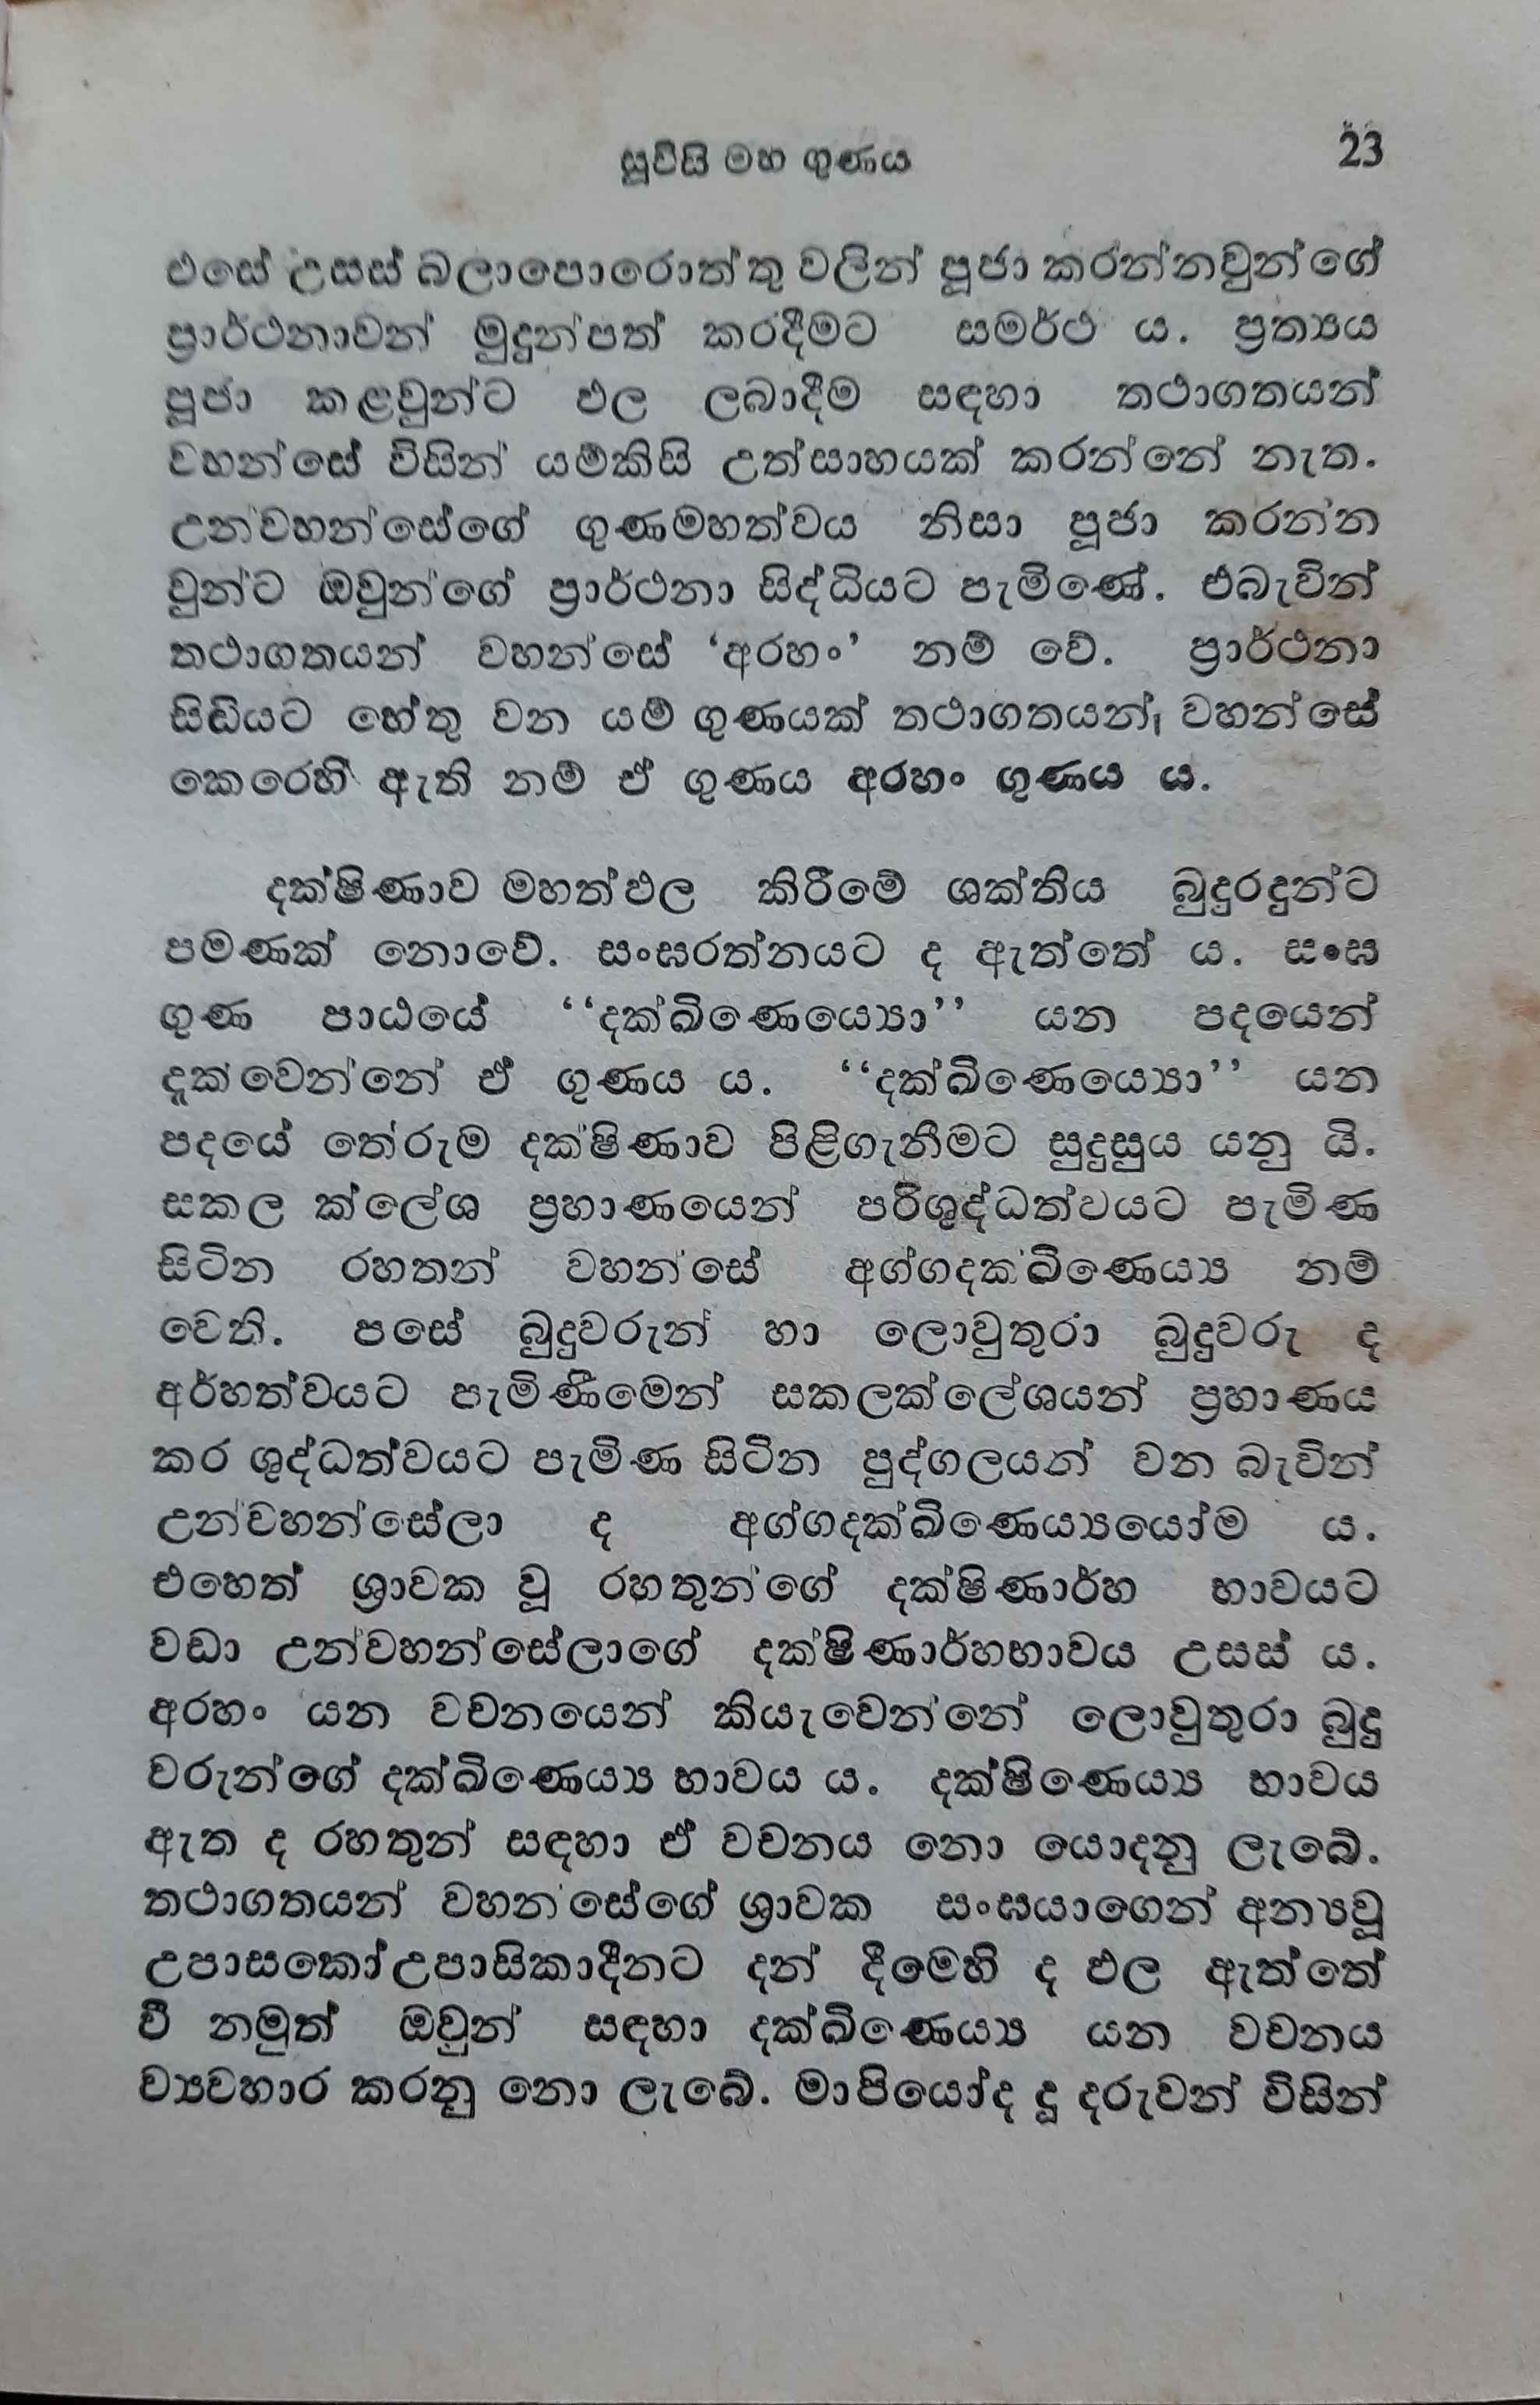 සූවිසි මහ ගුණය
23
එසේ උසස් බලාපොරොත්තු වලින් පූජා කරන්නවුන්ගේ
ප්‍රාර්ථනාවන් මුදුන්පත් කරදීමට සමර්ථ ය. ප්‍රත්‍යය
පූජා කළවුන්ට ඵල ලබාදීම සඳහා තථාගතයන්
වහන්සේ විසින් යම්කිසි උත්සාහයක් කරන්නේ නැත.
උන්වහන්සේගේ ගුණමහත්වය නිසා පූජා කරන්න
වුන්ට ඔවුන්ගේ ප්‍රාර්ථනා සිද්ධියට පැමිණේ. එබැවින්
තථාගතයන් වහන්සේ ‘අරහං’ නම් වේ. ප්‍රාර්ථනා
සිඬියට හේතු වන යම් ගුණයක් තථාගතයන් වහන්සේ
කෙරෙහි ඇති නම් ඒ ගුණය අරහං ගුණය ය.
දක්ෂිණාව මහත්ඵල කිරීමේ ශක්තිය බුදුරදුන්ට
පමණක් නොවේ. සංඝරත්නයට ද ඇත්තේ ය. සංඝ
ගුණ පාඨයේ ‘‘දක්ඛිණෙය්‍යො’’ යන පදයෙන්
දැක්වෙන්නේ ඒ ගුණය ය. ‘‘දක්ඛිණෙය්‍යො’’ යන
පදයේ තේරුම දක්ෂිණාව පිළිගැනීමට සුදුසුය යනු යි.
සකල ක්ලේශ ප්‍රහාණයෙන් පරිශුද්ධත්වයට පැමිණ
සිටින රහතන් වහන්සේ අග්ගදක්ඛිණෙය්‍ය නම්
වෙති. පසේ බුදුවරුන් හා ලොවුතුරා බුදුවරු ද
අර්හත්වයට පැමිණීමෙන් සකලක්ලේශයන් ප්‍රහාණය
කර ශුද්ධත්වයට පැමිණ සිටින පුද්ගලයන් වන බැවින්
උන්වහන්සේලා ද අග්ගදක්ඛිණෙය්‍යයෝම ය.
එහෙත් ශ්‍රාවක වූ රහතුන්ගේ දක්ෂිණාර්හ භාවයට
වඩා උන්වහන්සේලාගේ දක්ෂිණාර්හභාවය උසස් ය.
අරහං යන වචනයෙන් කියැවෙන්නේ ලොවුතුරා බුදු
වරුන්ගේ දක්ඛිණෙය්‍ය භාවය ය. දක්ෂිණෙය්‍ය භාවය
ඇත ද රහතුන් සඳහා ඒ වචනය නො යොදනු ලැබේ.
තථාගතයන් වහන්සේගේ ශ්‍රාවක සංඝයාගෙන් අන්‍යවූ
උපාසකෝඋපාසිකාදීනට දන් දීමෙහි ද ඵල ඇත්තේ
වී නමුත් ඔවුන් සඳහා දක්ඛිණෙය්‍ය යන වචනය
ව්‍යවහාර කරනු නො ලැබේ. මාපියෝද දූ දරුවන් විසින්